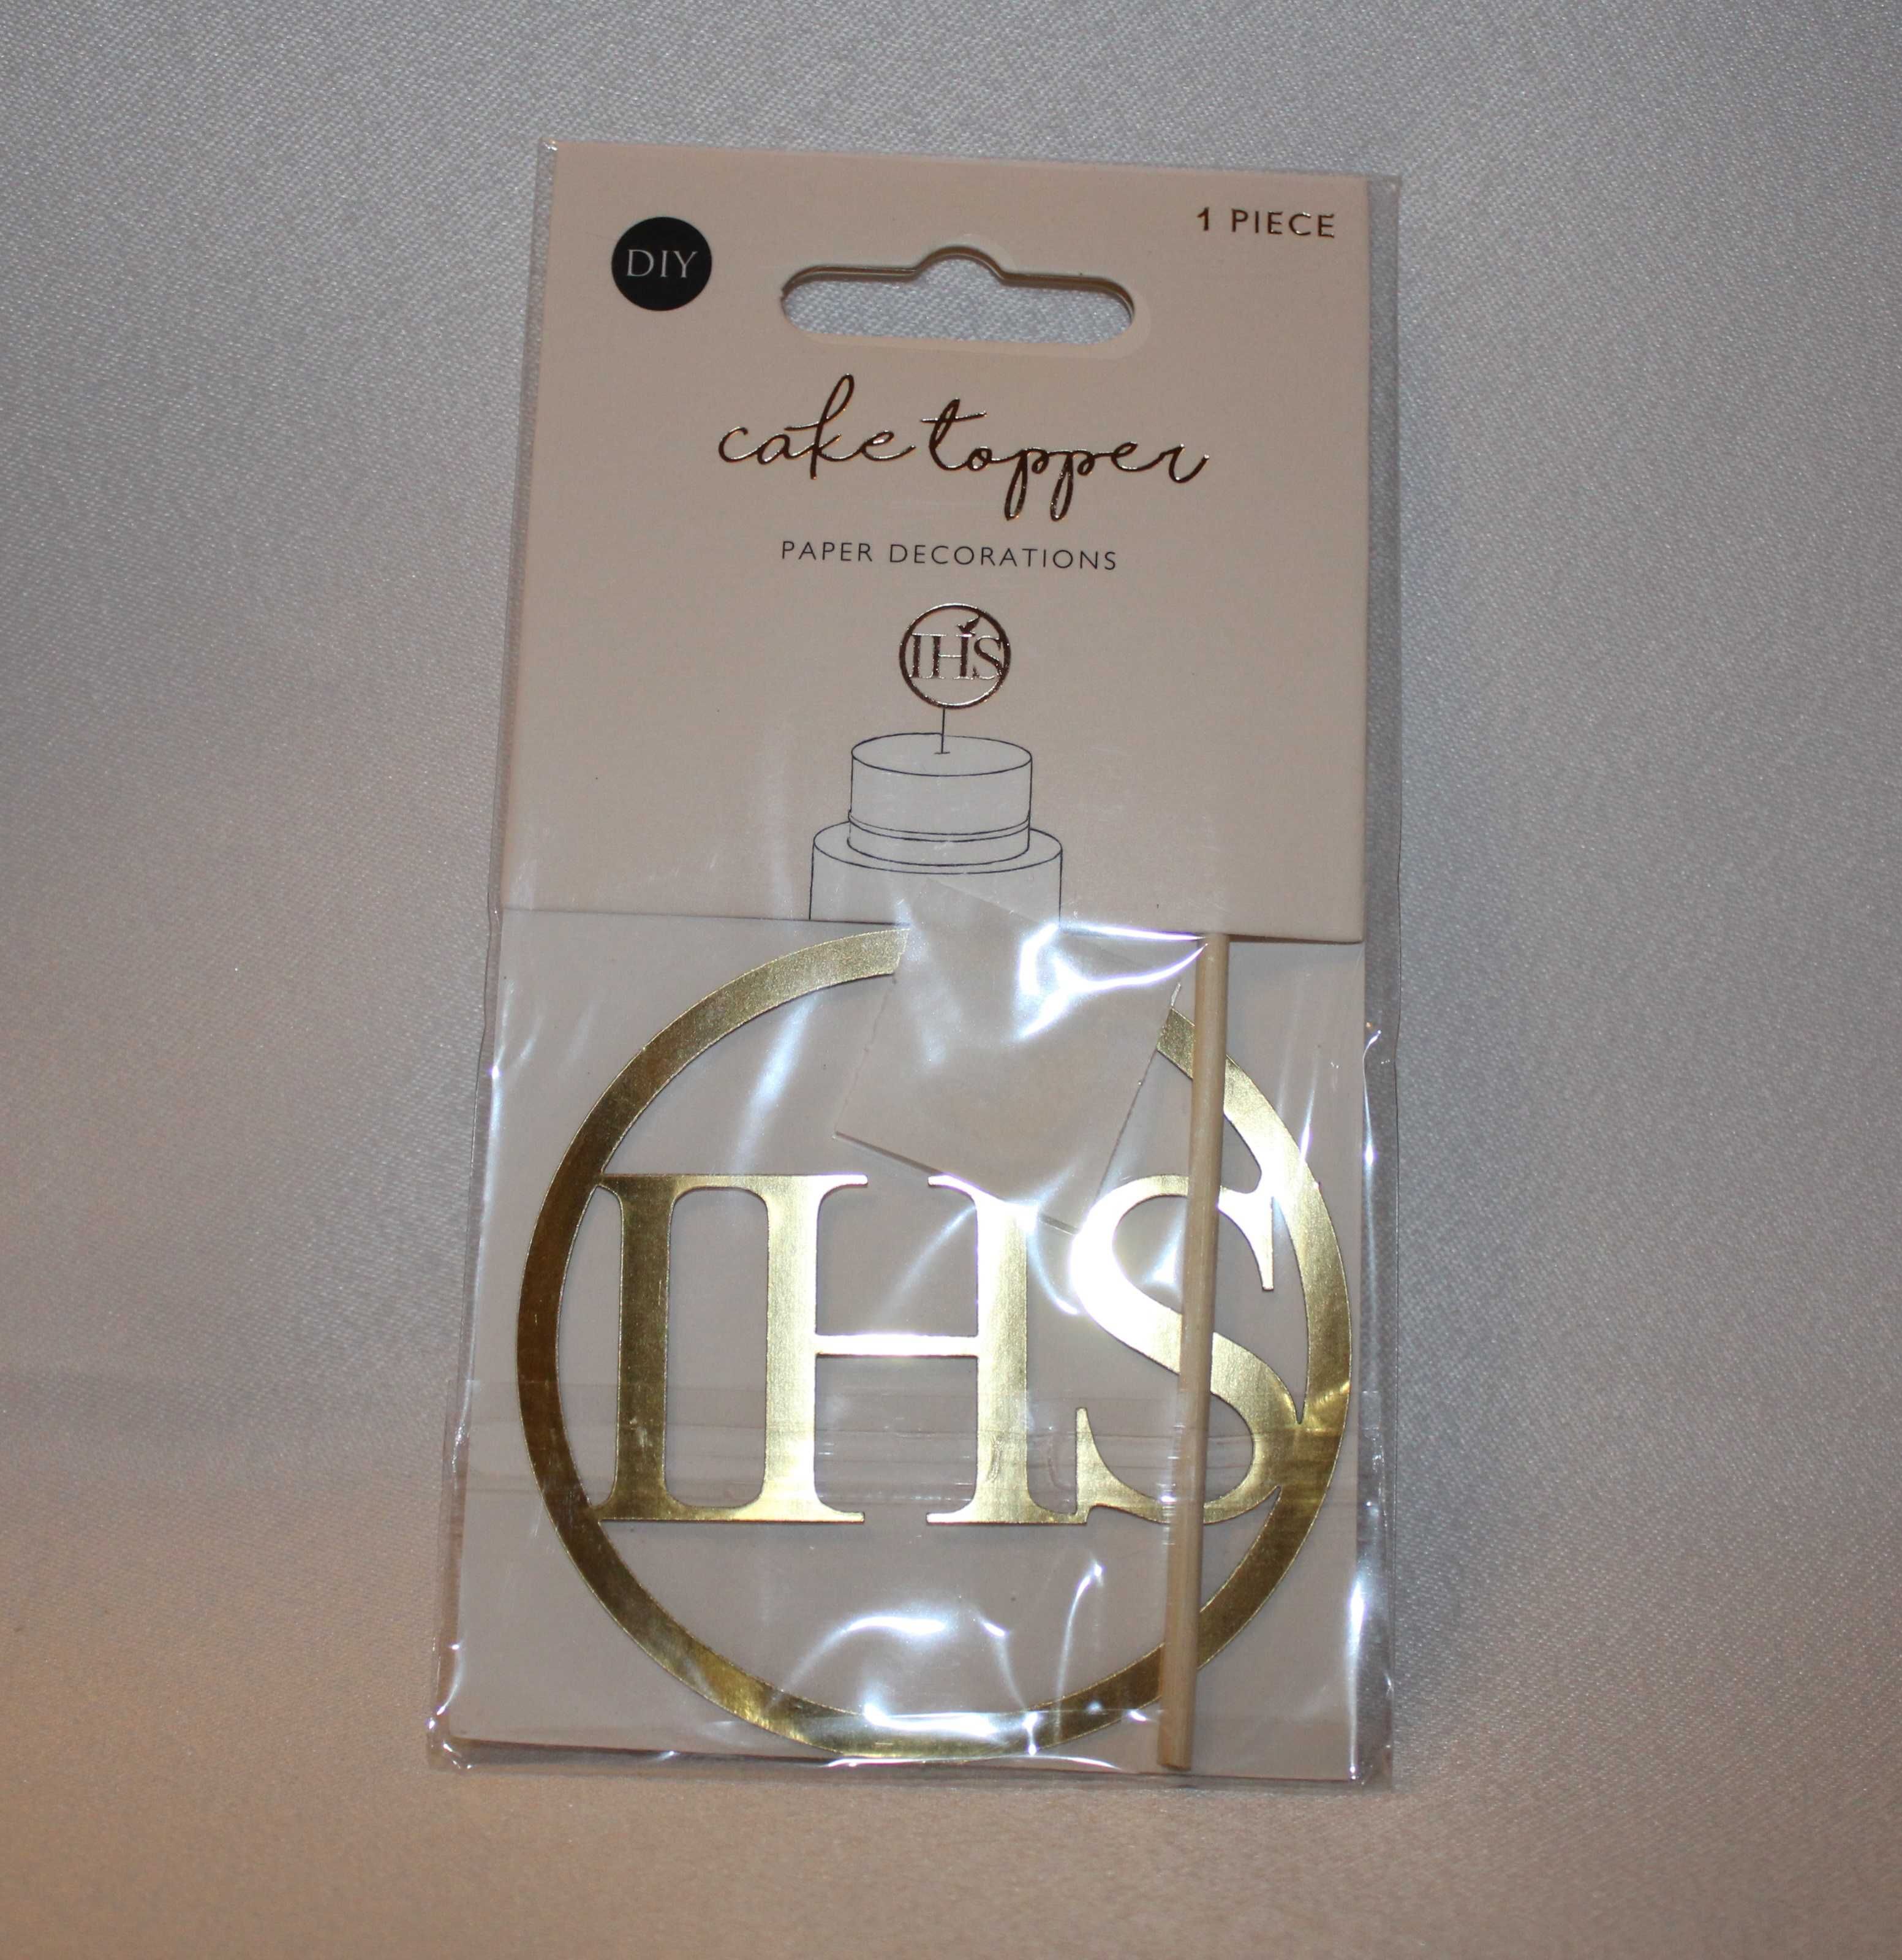 1 PIECE
DIY
cake topper
PAPER DECORATIONS
IHS
IHS